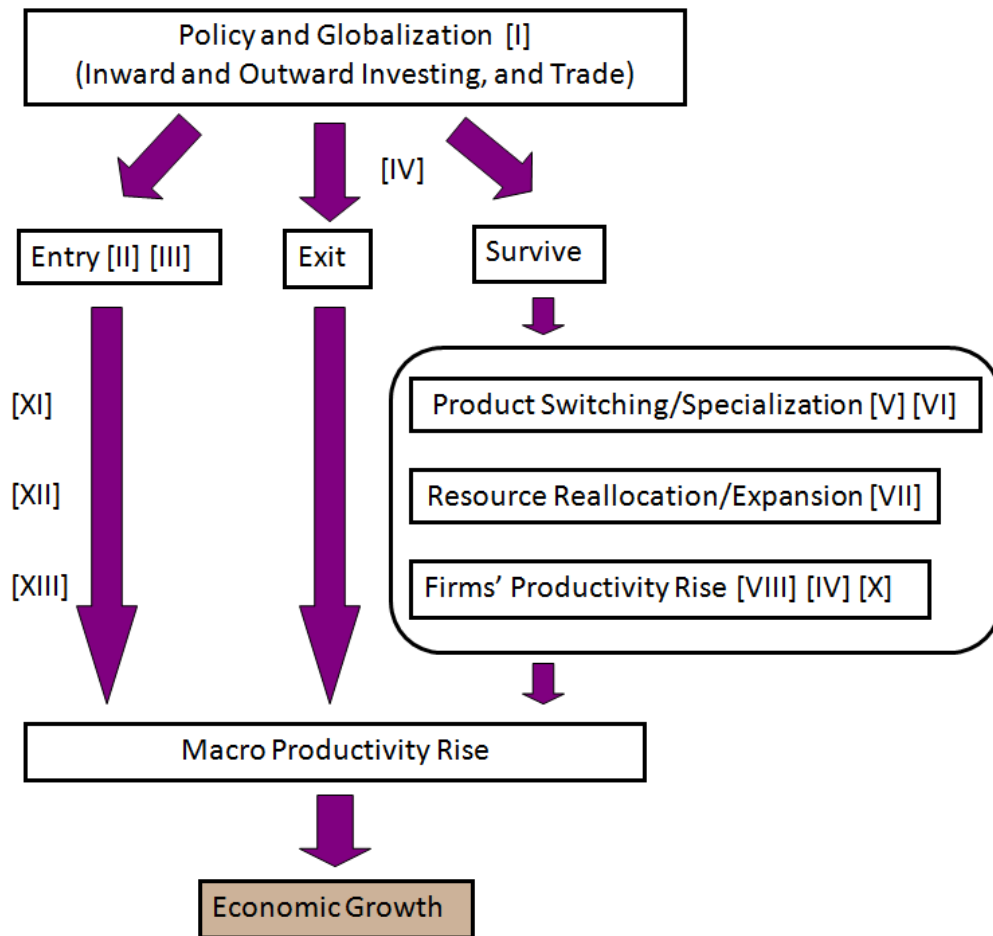 Policy and Globalization [I]
(Inward and Outward Investing, and Trade)
[IV]
Entry [II] [III]
Exit
Survive
[XI]
Product Switching/Specialization [V] [VI]
[XII]
Resource Reallocation/Expansion [VII]
[XIII]
Firms’ Productivity Rise [VIII] [IV] [X]
Macro Productivity Rise
Economic Growth